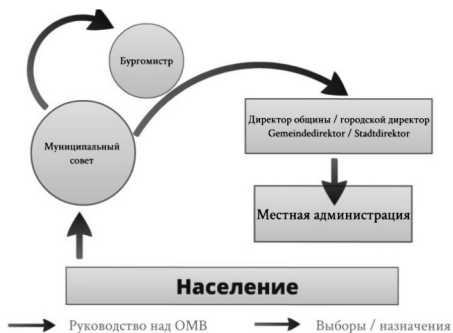 Бургомистр
Муниципальный
совет
Директор общины / городской директор
Gemeindedirektor / Stadtdirektor
Местная администрация
Население
Руководство над ОМВ
Выборы / назначения